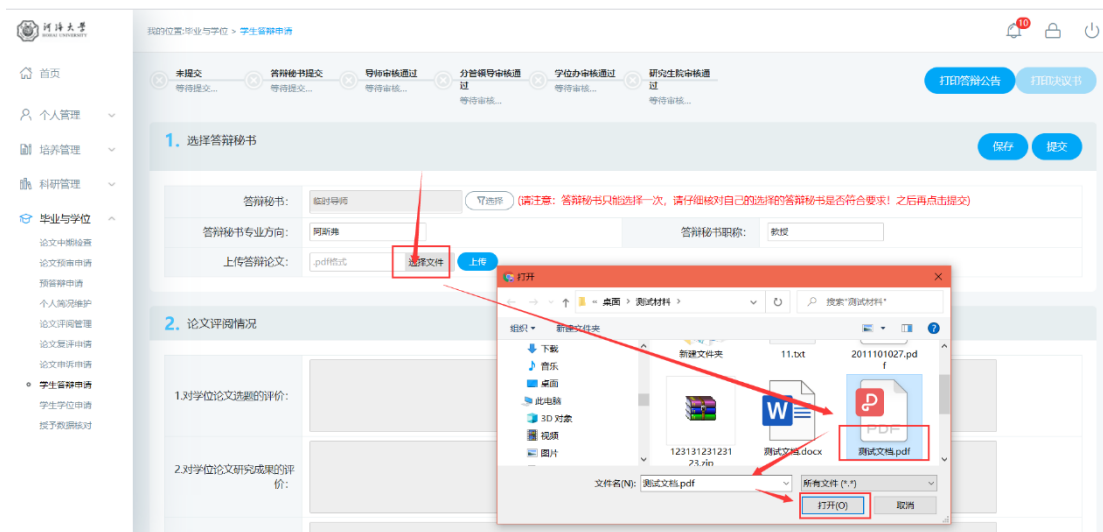 河海大学
HOHAI UNIVERSITY
我的位置:毕业与学位 > 学生答辩申请
10
首页
个人管理
培养管理
科研管理
毕业与学位
论文中期检查
论文预审申请
预答辩申请
个人简况维护
论文评阅管理
论文复评申请
论文申诉申请
学生答辩申请
学生学位申请
授予数据核对
未提交
等待提交...
答辩秘书提交
等待提交...
导师审核通过
等待审核...
分管领导审核通
过
等待审核...
学位办审核通过
等待审核...
研究生院审核通
过
等待审核...
打印答辩公告
打印决议书
1. 选择答辩秘书
保存
提交
答辩秘书:
临时导师
选择
(请注意：答辩秘书只能选择一次，请仔细核对自己的选择的答辩秘书是否符合要求！之后再点击提交)
答辩秘书专业方向:
阿斯弗
答辩秘书职称:
教授
上传答辩论文:
.pdf格式
选择文件
上传
2. 论文评阅情况
1.对学位论文选题的评价:
2.对学位论文研究成果的评
价:
打开
« 桌面 > 测试材料 >
搜索"测试材料"
组织
新建文件夹
下载
音乐
桌面
此电脑
3D 对象
视频
图片
新建文件夹
11.txt
2011101027.pd
f
123131231231
23.zip
测试文档.docx
PDF
测试文档.pdf
文件名(N):
测试文档.pdf
所有文件 (*.*)
打开(O)
取消